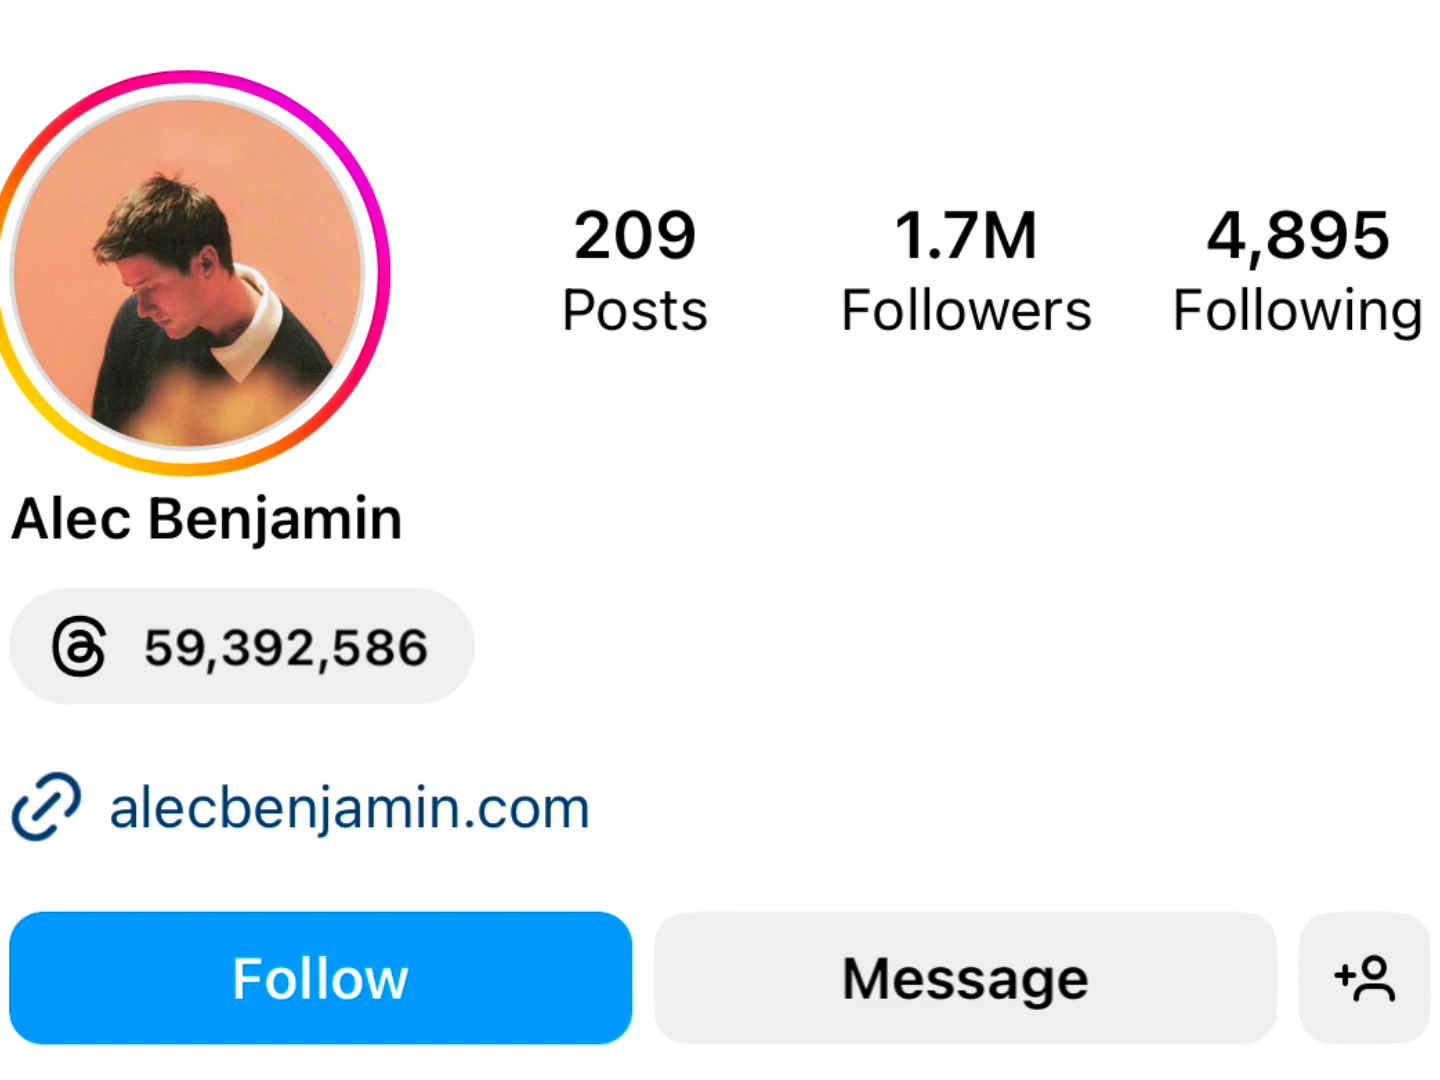 209 1.7M 4,895
Posts Followers Following
Alec Benjamin
59,392,586
alecbenjamin.com
Follow Message